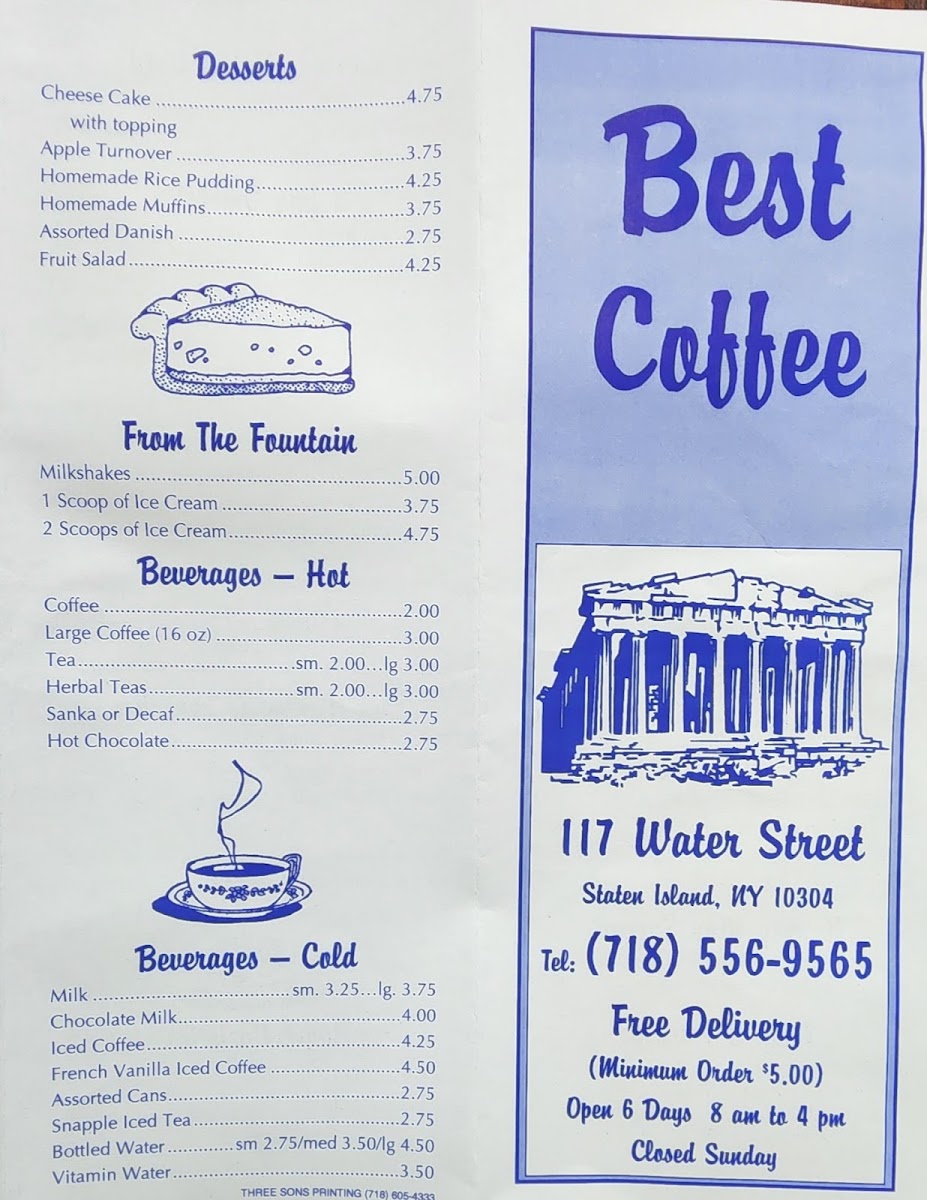 Desserts
Cheese Cake ........................................... 4.75
with topping
Apple Turnover ........................................ 3.75
Homemade Rice Pudding .......................... 4.25
Homemade Muffins .................................. 3.75
Assorted Danish ....................................... 2.75
Fruit Salad ................................................ 4.25
From The Fountain
Milkshakes ................................................ 5.00
1 Scoop of Ice Cream ................................ 3.75
2 Scoops of Ice Cream .............................. 4.75
Beverages – Hot
Coffee ...................................................... 2.00
Large Coffee (16 oz) ................................. 3.00
Tea ...................................... sm. 2.00...lg 3.00
Herbal Teas .......................... sm. 2.00...lg 3.00
Sanka or Decaf ......................................... 2.75
Hot Chocolate .......................................... 2.75
Beverages – Cold
Milk .................................. sm. 3.25...lg. 3.75
Chocolate Milk ......................................... 4.00
Iced Coffee ............................................... 4.25
French Vanilla Iced Coffee ........................ 4.50
Assorted Cans ........................................... 2.75
Snapple Iced Tea ....................................... 2.75
Bottled Water ............ sm 2.75/med 3.50/lg 4.50
Vitamin Water ........................................... 3.50
THREE SONS PRINTING (718) 605-4333
Best
Coffee
117 Water Street
Staten Island, NY 10304
Tel: (718) 556-9565
Free Delivery
(Minimum Order $5.00)
Open 6 Days 8 am to 4 pm
Closed Sunday